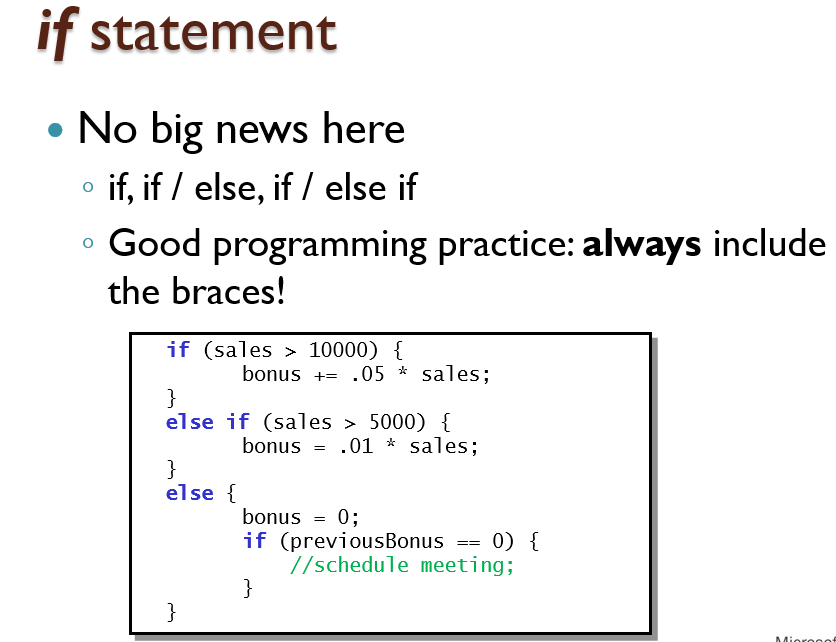 if statement
No big news here
if, if / else, if / else if
Good programming practice: always include
the braces!
if (sales > 10000) {
bonus += .05 * sales;
}
else if (sales > 5000) {
bonus = .01 * sales;
}
else {
bonus = 0;
if (previousBonus == 0) {
//schedule meeting;
}
}